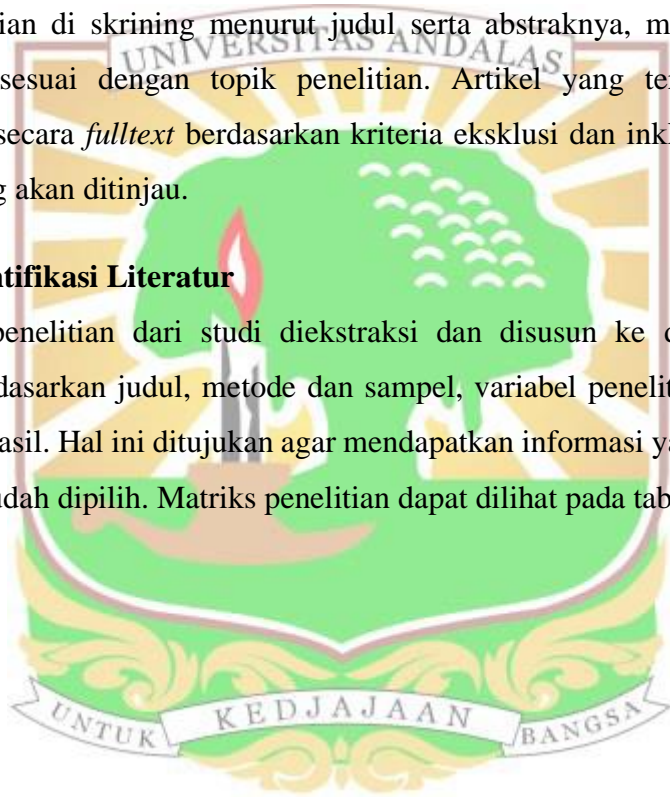 ian di skrining menurut judul serta abstraknya, m
UNIVERSITAS ANDALAS
sesuai dengan topik penelitian. Artikel yang te
secara fulltext berdasarkan kriteria eksklusi dan ink
g akan ditinjau.
ntifikasi Literatur
penelitian dari studi diekstraksi dan disusun ke d
dasarkan judul, metode dan sampel, variabel penelit
asil. Hal ini ditujukan agar mendapatkan informasi ya
udah dipilih. Matriks penelitian dapat dilihat pada tab
UNTUK KEDJAJAAN BANGSA